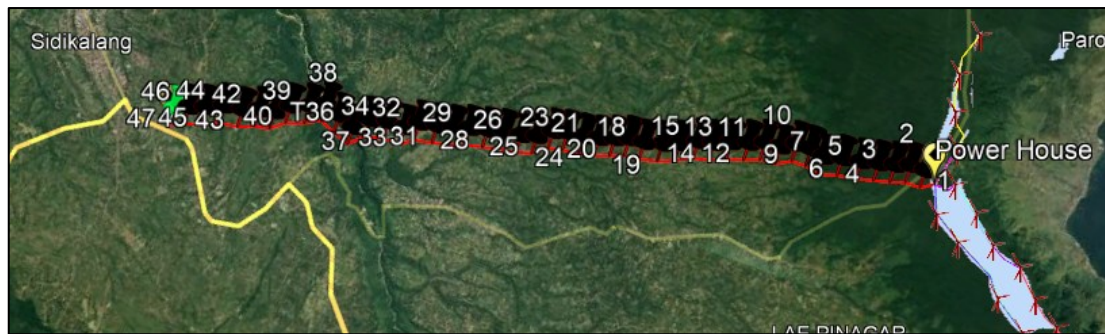 Sidikalang
Paro
38
46 44 42 39
34 32 29 26 23 21 18 15 13 11 10 7 5 3 2
T36
Power House
47 45 43 40
37 33 31 28 25 24 20 19 14 12 9 6 4 1
LAE PINAGAR